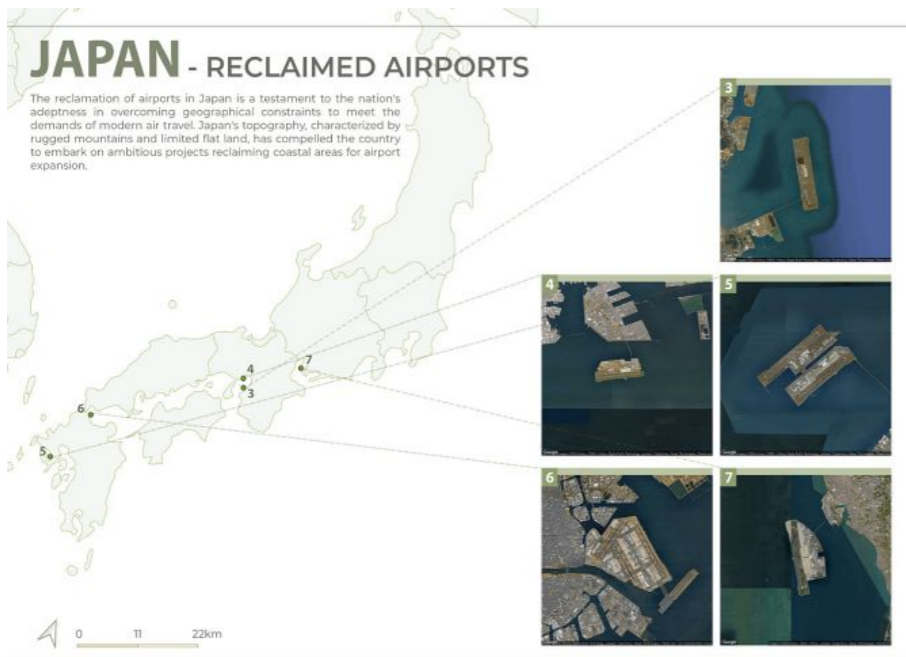 JAPAN - RECLAIMED AIRPORTS
The reclamation of airports in Japan is a testament to the nation's
adeptness in overcoming geographical constraints to meet the
demands of modern air travel. Japan's topography, characterized by
rugged mountains and limited flat land, has compelled the country
to embark on ambitious projects reclaiming coastal areas for airport
expansion.
3
4
5
4
7
3
6
5
6
7
0 11 22km